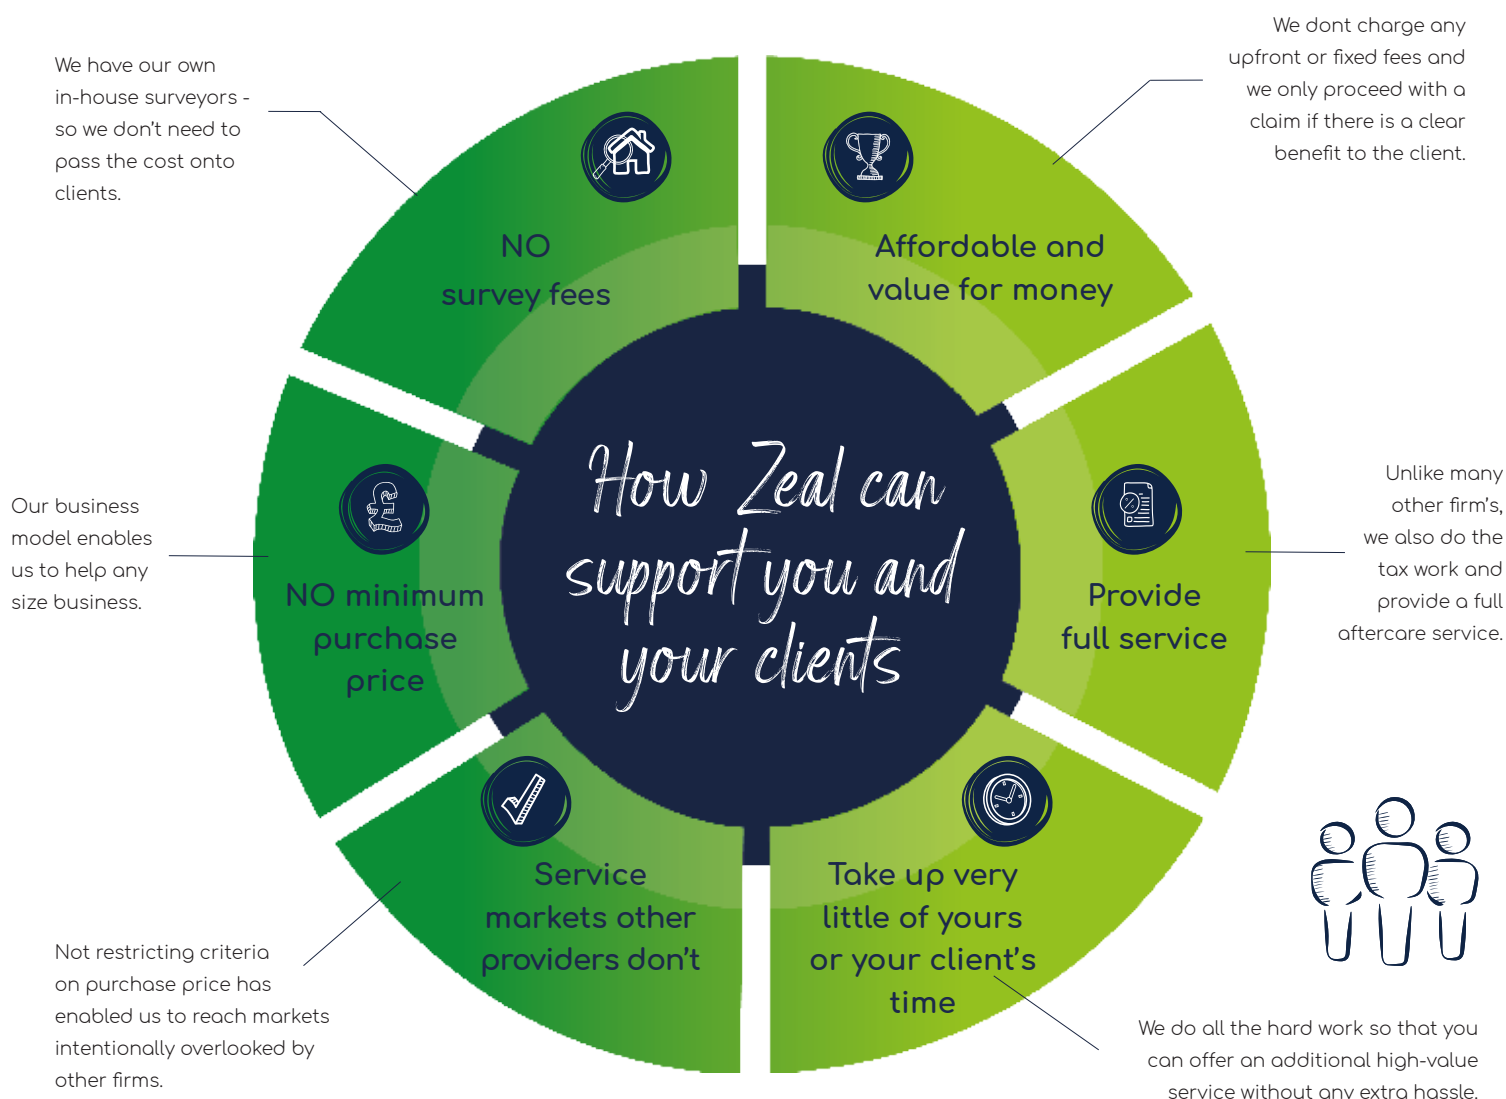 We dont charge any
upfront or fixed fees and
we only proceed with a
claim if there is a clear
benefit to the client.
We have our own
in-house surveyors -
so we don't need to
pass the cost onto
clients.
NO
survey fees
Affordable and
value for money
How Zeal can
support you and
your clients
Our business
model enables
us to help any
size business.
NO minimum
purchase
price
Provide
full service
Unlike many
other firm's,
we also do the
tax work and
provide a full
aftercare service.
Service
markets other
providers don't
Take up very
little of yours
or your client's
time
Not restricting criteria
on purchase price has
enabled us to reach markets
intentionally overlooked by
other firms.
We do all the hard work so that you
can offer an additional high-value
service without any extra hassle.